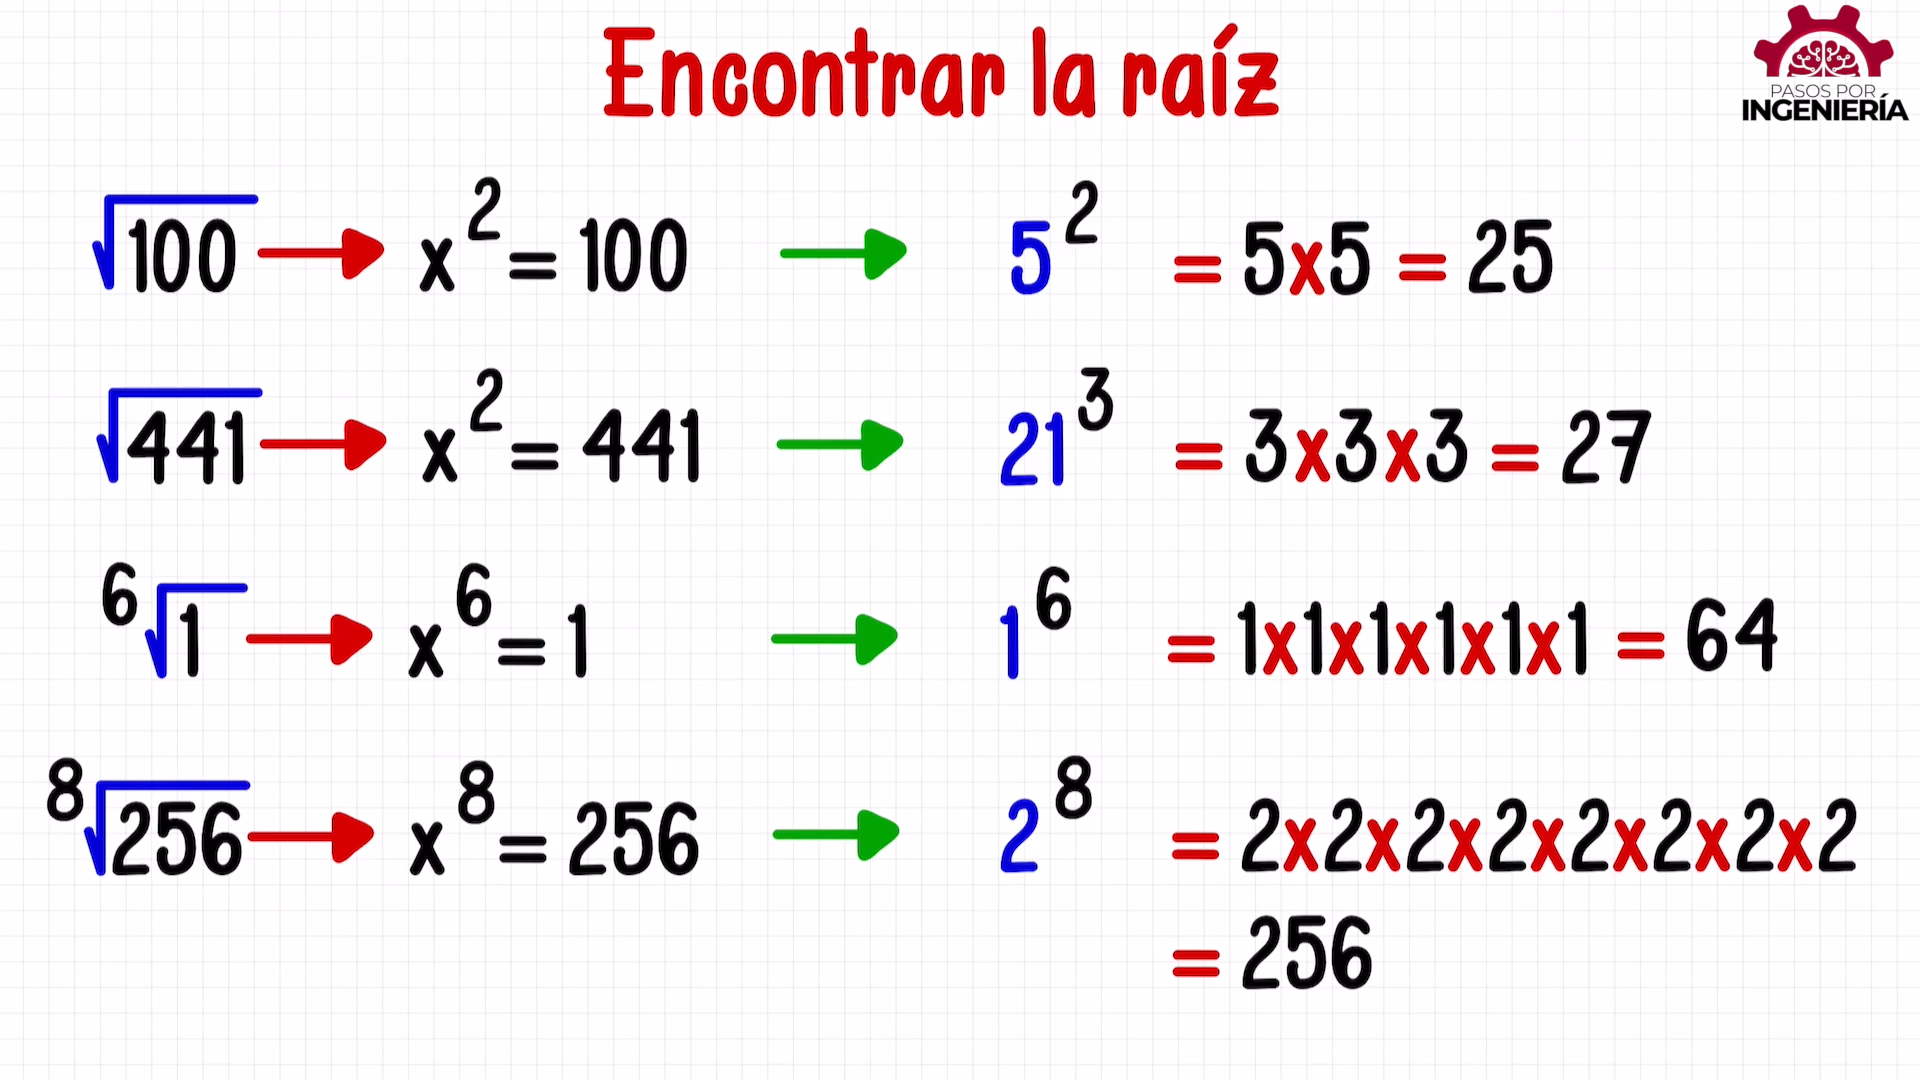 Encontrar la raíz
PASOS POR
INGENIERÍA
√100 → x² = 100 → 5² = 5x5 = 25
√441 → x² = 441 → 21³ = 3x3x3 = 27
⁶√1 → x⁶ = 1 → 1⁶ = 1x1x1x1x1x1 = 64
⁸√256 → x⁸ = 256 → 2⁸ = 2x2x2x2x2x2x2x2
= 256